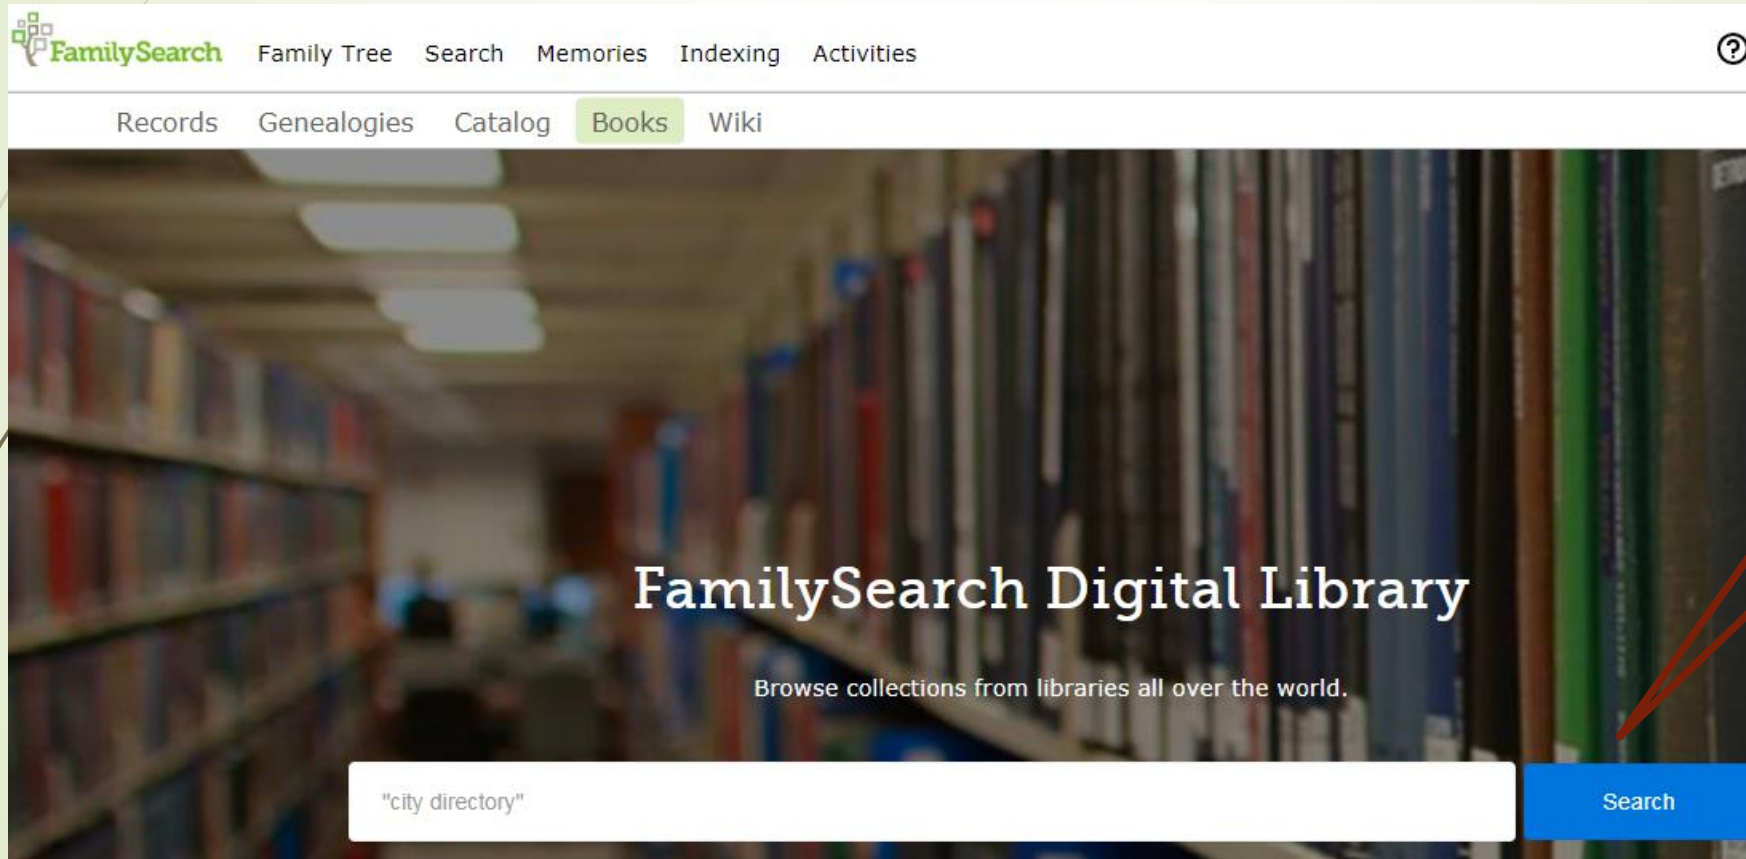 FamilySearch Family Tree Search Memories Indexing Activities
Records Genealogies Catalog Books Wiki
FamilySearch Digital Library
Browse collections from libraries all over the world.
"city directory" Search